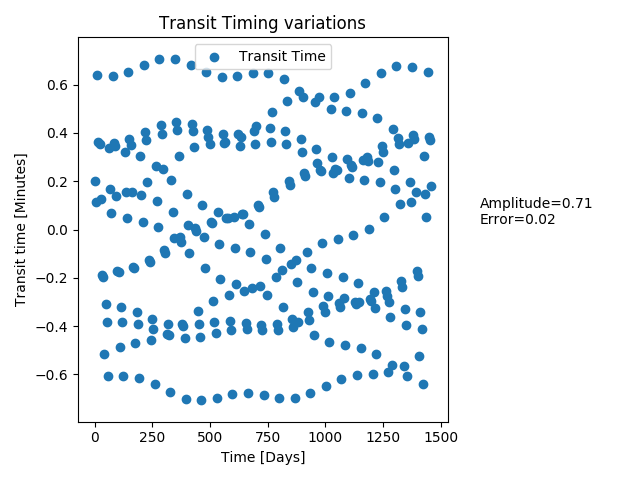 Transit Timing variations
Transit Time
0.6
0.4
0.2
0.0
−0.2
−0.4
−0.6
Transit time [Minutes]
0
250
500
750
1000
1250
1500
Time [Days]
Amplitude=0.71
Error=0.02